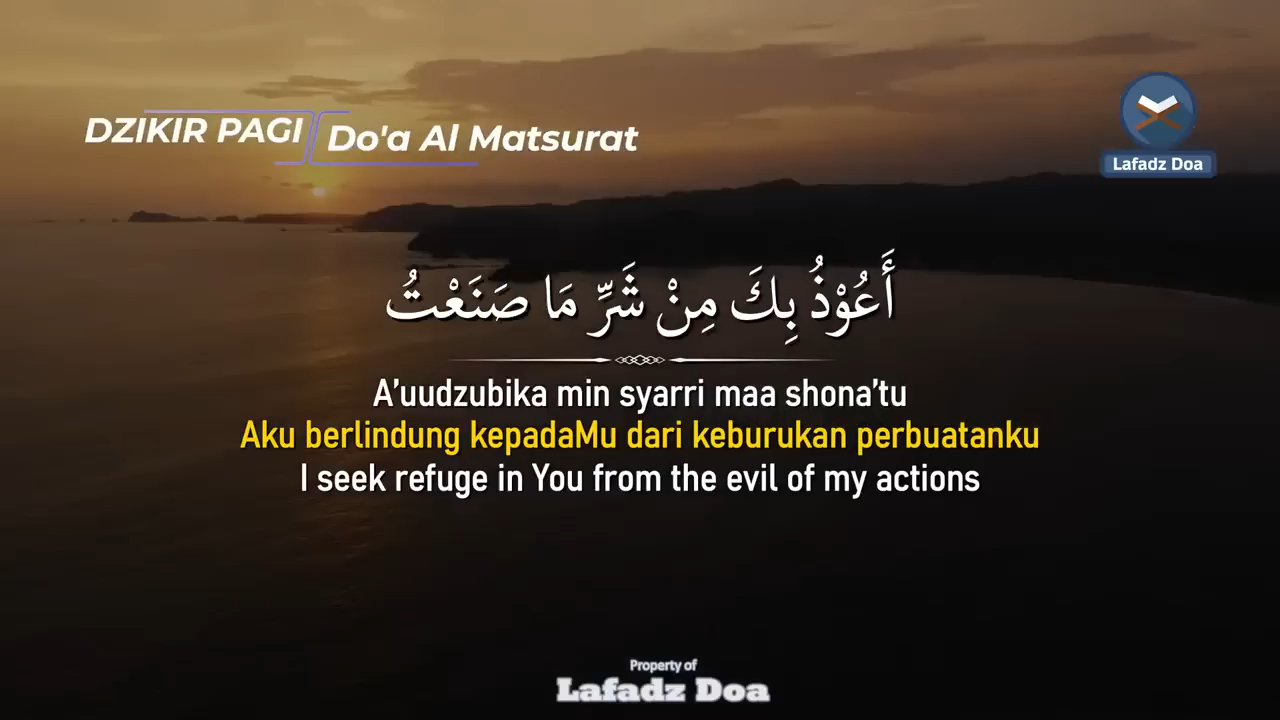 DZIKIR PAGI
Do'a Al Matsurat
Lafadz Doa
أَعُوْذُ بِكَ مِنْ شَرِّ مَا صَنَعْتُ
A’uudzubika min syarri maa shona’tu
Aku berlindung kepadaMu dari keburukan perbuatanku
I seek refuge in You from the evil of my actions
Property of
Lafadz Doa